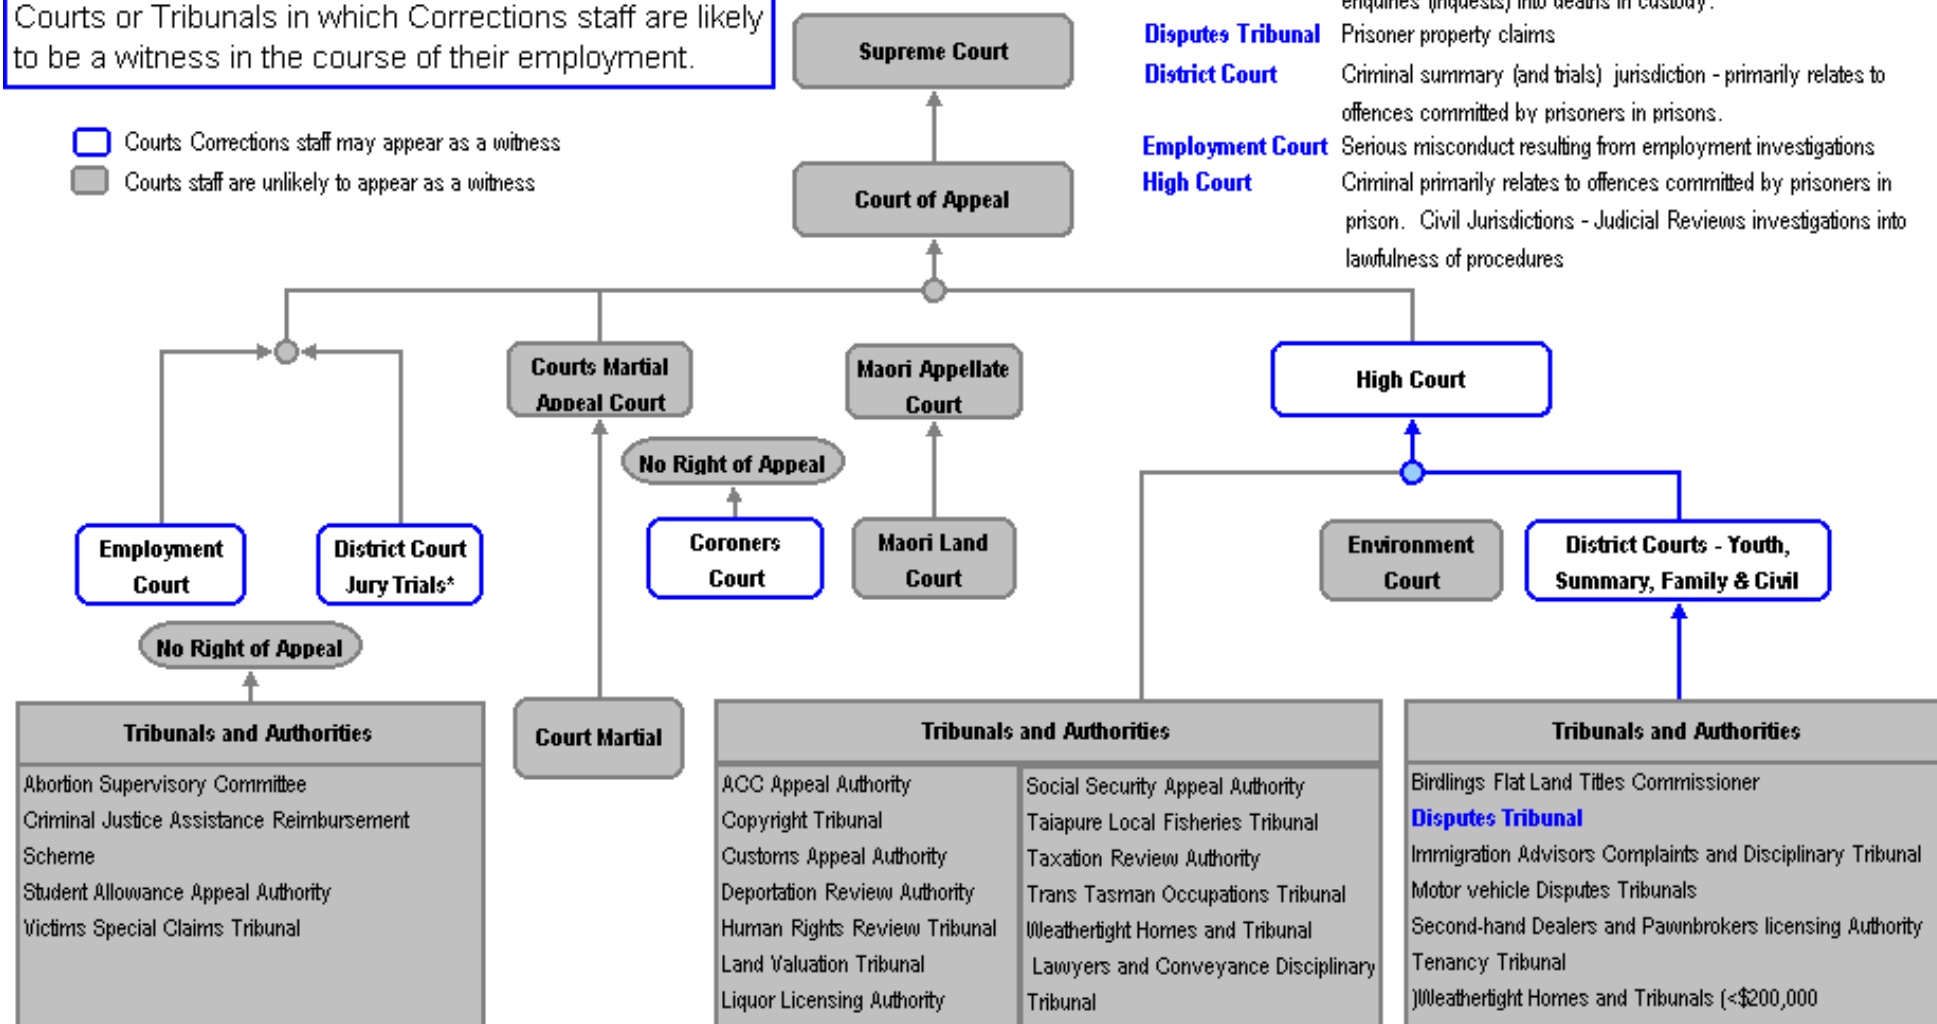 Courts or Tribunals in which Corrections staff are likely
to be a witness in the course of their employment.
Courts Corrections staff may appear as a witness
Courts staff are unlikely to appear as a witness
enquiries (inquests) into deaths in custody.
Disputes Tribunal Prisoner property claims
District Court Criminal summary (and trials) jurisdiction - primarily relates to
offences committed by prisoners in prisons.
Employment Court Serious misconduct resulting from employment investigations
High Court Criminal primarily relates to offences committed by prisoners in
prison. Civil Jurisdictions - Judicial Reviews investigations into
lawfulness of procedures
Supreme Court
Court of Appeal
Courts Martial
Appeal Court
Maori Appellate
Court
High Court
No Right of Appeal
Employment
Court
District Court
Jury Trials*
Coroners
Court
Maori Land
Court
Environment
Court
District Courts - Youth,
Summary, Family & Civil
No Right of Appeal
Tribunals and Authorities
Abortion Supervisory Committee
Criminal Justice Assistance Reimbursement
Scheme
Student Allowance Appeal Authority
Victims Special Claims Tribunal
Court Martial
Tribunals and Authorities
ACC Appeal Authority
Copyright Tribunal
Customs Appeal Authority
Deportation Review Authority
Human Rights Review Tribunal
Land Valuation Tribunal
Liquor Licensing Authority
Social Security Appeal Authority
Taiapure Local Fisheries Tribunal
Taxation Review Authority
Trans Tasman Occupations Tribunal
Weathertight Homes and Tribunal
Lawyers and Conveyance Disciplinary
Tribunal
Tribunals and Authorities
Birdlings Flat Land Titles Commissioner
Disputes Tribunal
Immigration Advisors Complaints and Disciplinary Tribunal
Motor vehicle Disputes Tribunals
Second-hand Dealers and Pawnbrokers licensing Authority
Tenancy Tribunal
)Weathertight Homes and Tribunals (<$200,000